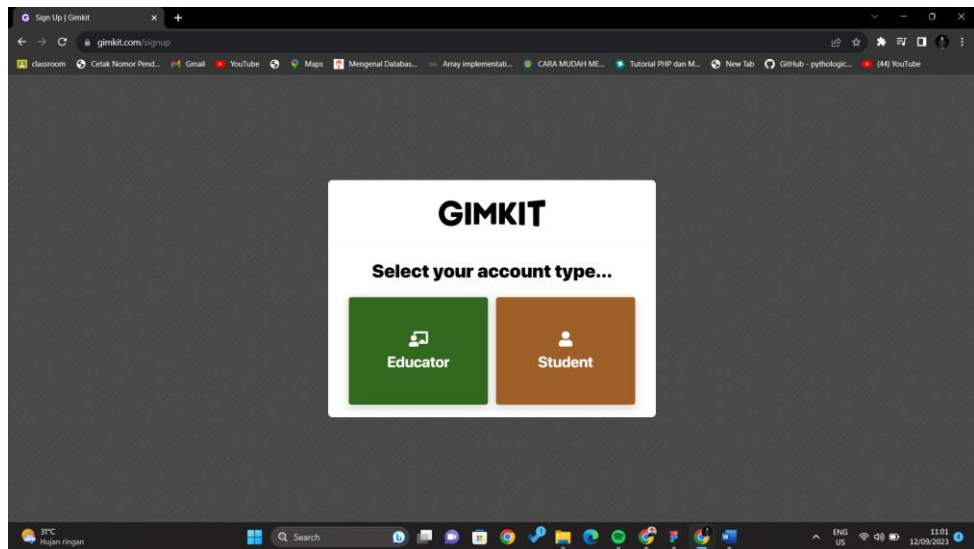 Sign Up | Gimkit
gimkit.com/signup
classroom Cetak Nomor Pend... Gmail YouTube Maps Mengenal Databas... Array implementati... CARA MUDAH ME... Tutorial PHP dan M... New Tab GitHub - pythologic... (44) YouTube
GIMKIT
Select your account type...
Educator Student
31°C
Hujan ringan
Search
ENG
US
11:01
12/09/2023